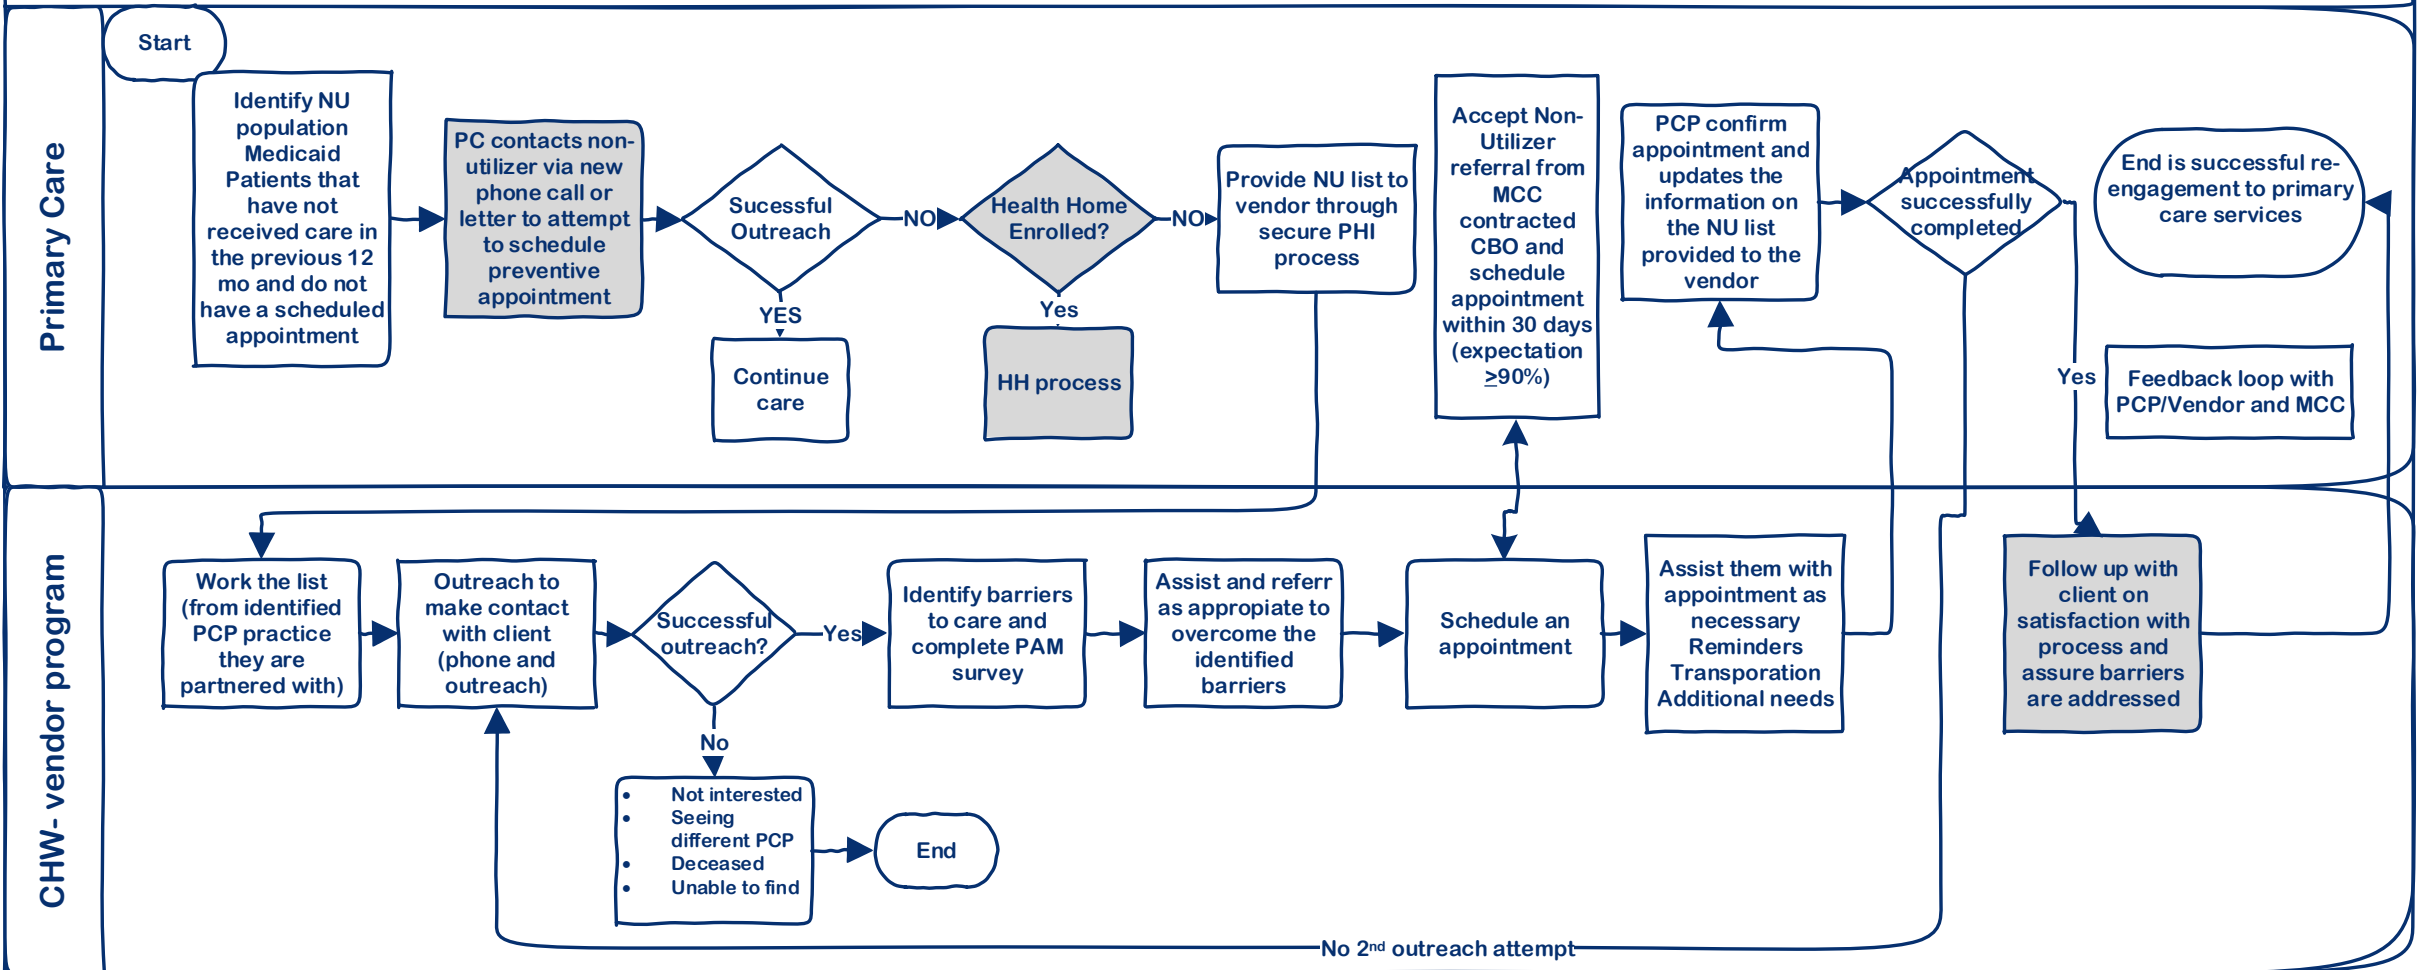 Primary Care
Start
Identify NU
population
Medicaid
Patients that
have not
received care in
the previous 12
mo and do not
have a scheduled
appointment
PC contacts non-
utilizer via new
phone call or
letter to attempt
to schedule
preventive
appointment
Sucessful
Outreach
NO
YES
Continue
care
Health Home
Enrolled?
NO
Yes
HH process
Provide NU list to
vendor through
secure PHI
process
Accept Non-
Utilizer
referral from
MCC
contracted
CBO and
schedule
appointment
within 30 days
(expectation
≥90%)
PCP confirm
appointment and
updates the
information on
the NU list
provided to the
vendor
Appointment
successfully
completed
Yes
End is successful re-
engagement to primary
care services
Feedback loop with
PCP/Vendor and MCC
CHW- vendor program
Work the list
(from identified
PCP practice
they are
partnered with)
Outreach to
make contact
with client
(phone and
outreach)
Successful
outreach?
Yes
No
• Not interested
• Seeing
different PCP
• Deceased
• Unable to find
End
Identify barriers
to care and
complete PAM
survey
Assist and referr
as appropiate to
overcome the
identified
barriers
Schedule an
appointment
Assist them with
appointment as
necessary
Reminders
Transporation
Additional needs
Follow up with
client on
satisfaction with
process and
assure barriers
are addressed
No 2nd outreach attempt